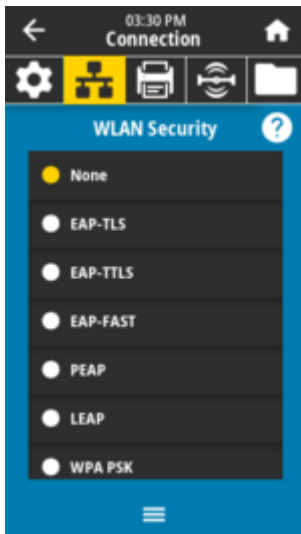 03:30 PM
Connection
WLAN Security
?
None
EAP-TLS
EAP-TTLS
EAP-FAST
PEAP
LEAP
WPA PSK